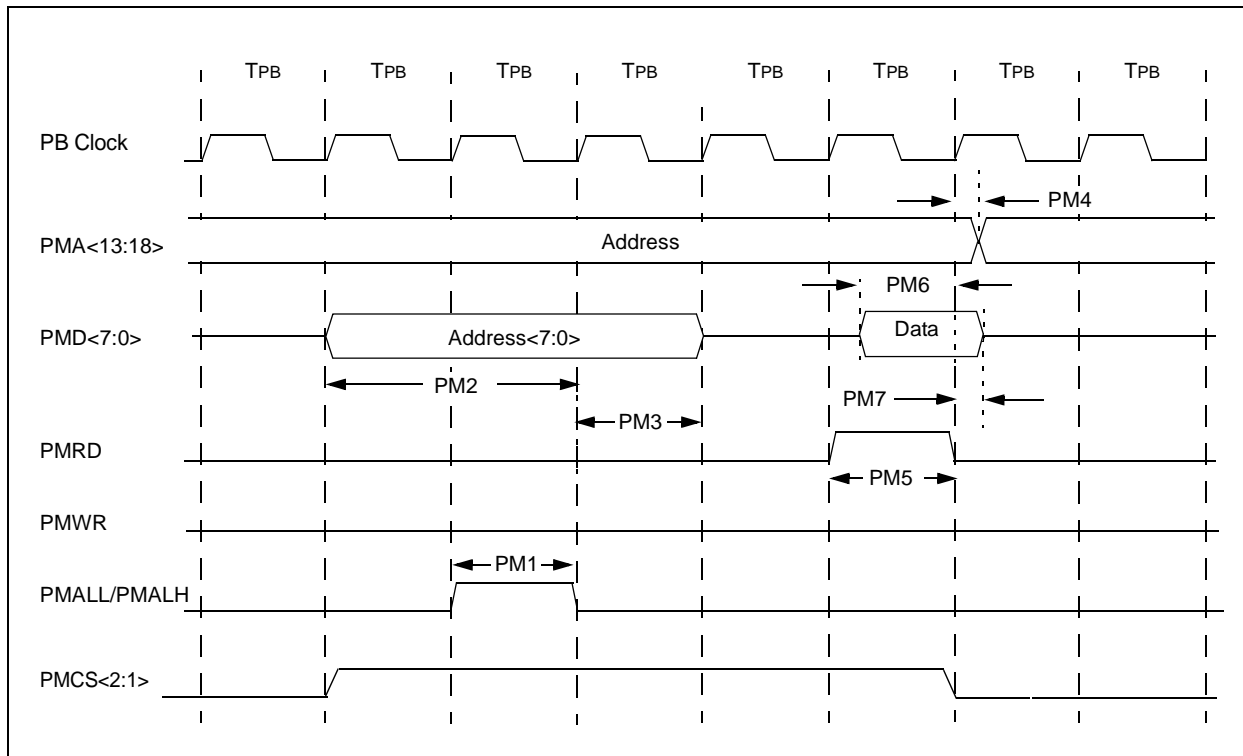 TPB TPB TPB TPB TPB TPB TPB TPB
PB Clock
PM4
PMA<13:18>
Address
PM6
PMD<7:0>
Address<7:0>
Data
PM2
PM7
PM3
PMRD
PM5
PMWR
PM1
PMALL/PMALH
PMCS<2:1>